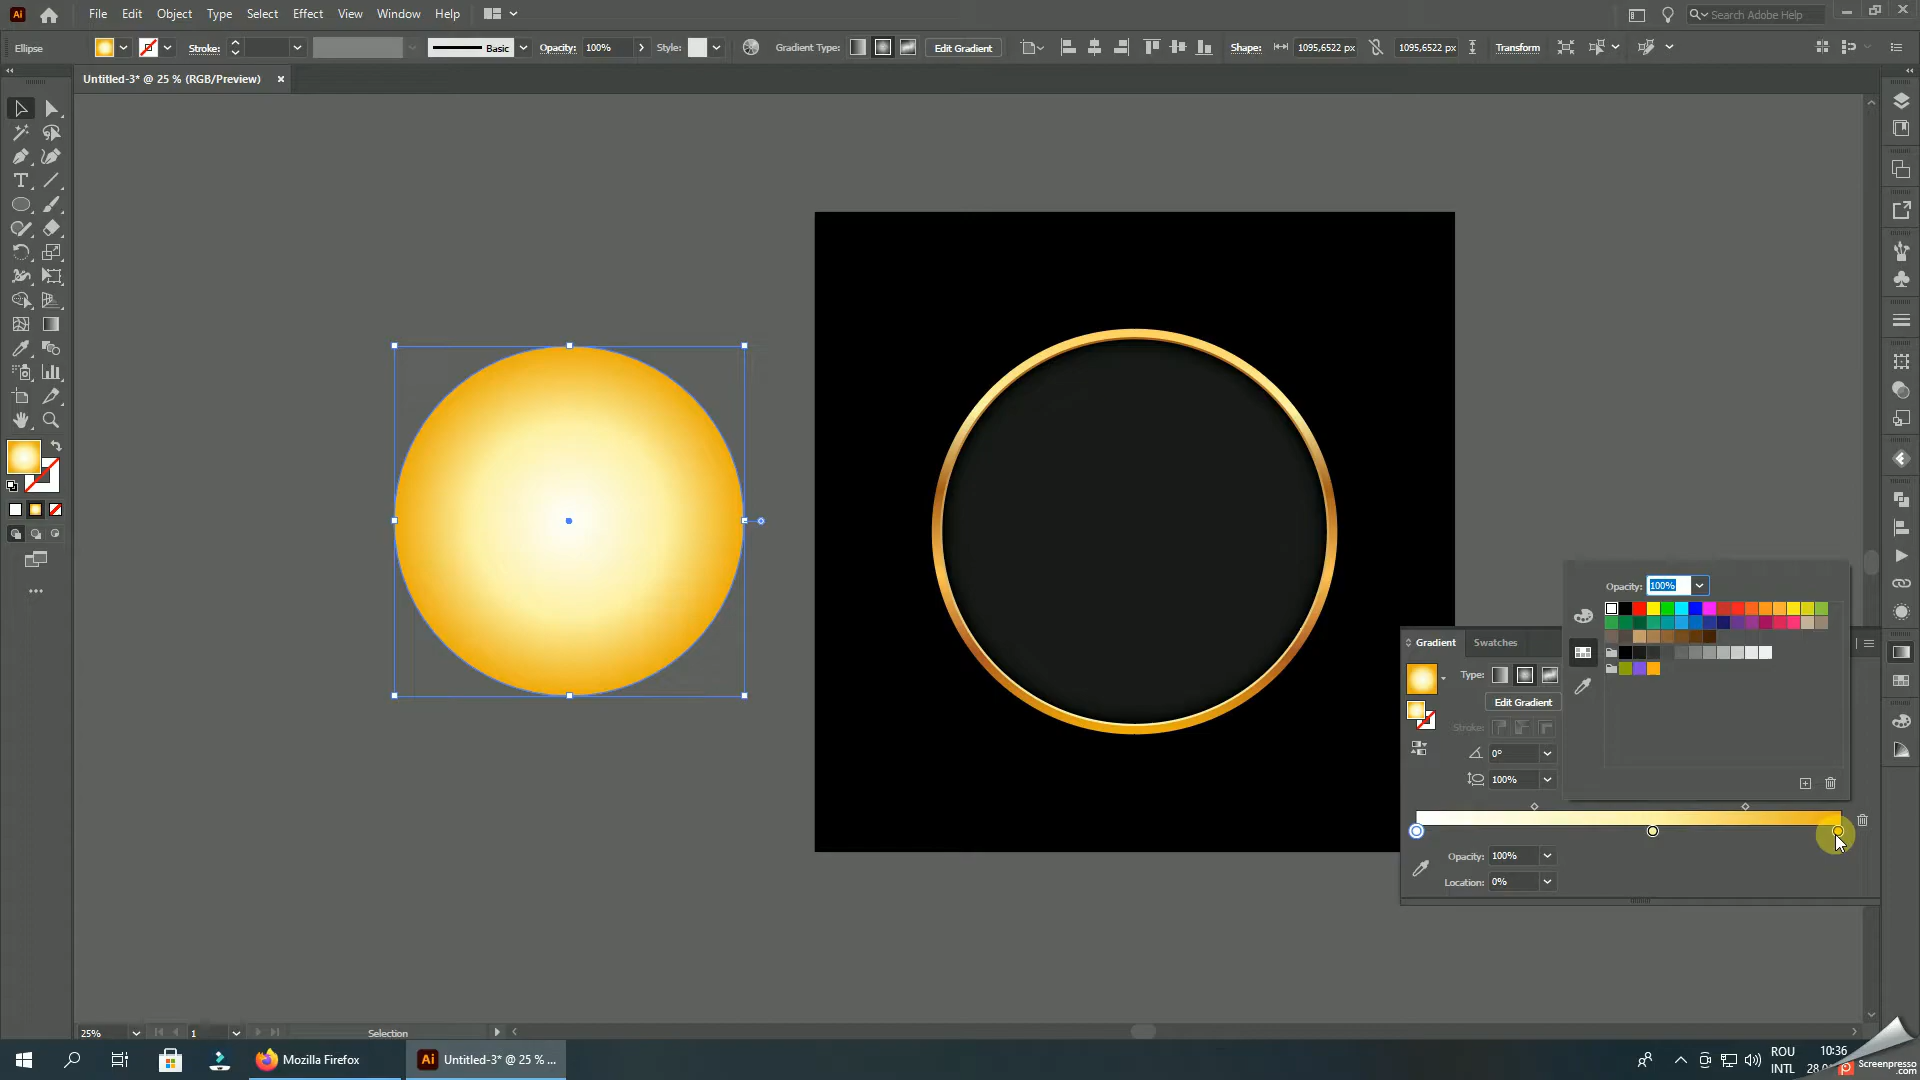 Ai File Edit Object Type Select Effect View Window Help Search Adobe Help
Ellipse Stroke: Basic Opacity: 100% Style: Gradient Type: Edit Gradient Shape: 1095,6522 px 1095,6522 px Transform
Untitled-3* @ 25 % (RGB/Preview)
Opacity: 100%
Gradient Swatches
Type:
Edit Gradient
Stroke:
0°
100%
Opacity: 100%
Location: 0%
25% 1 Selection
Mozilla Firefox Ai Untitled-3* @ 25 % ...
ROU
INTL
10:36
Screenpresso
.com